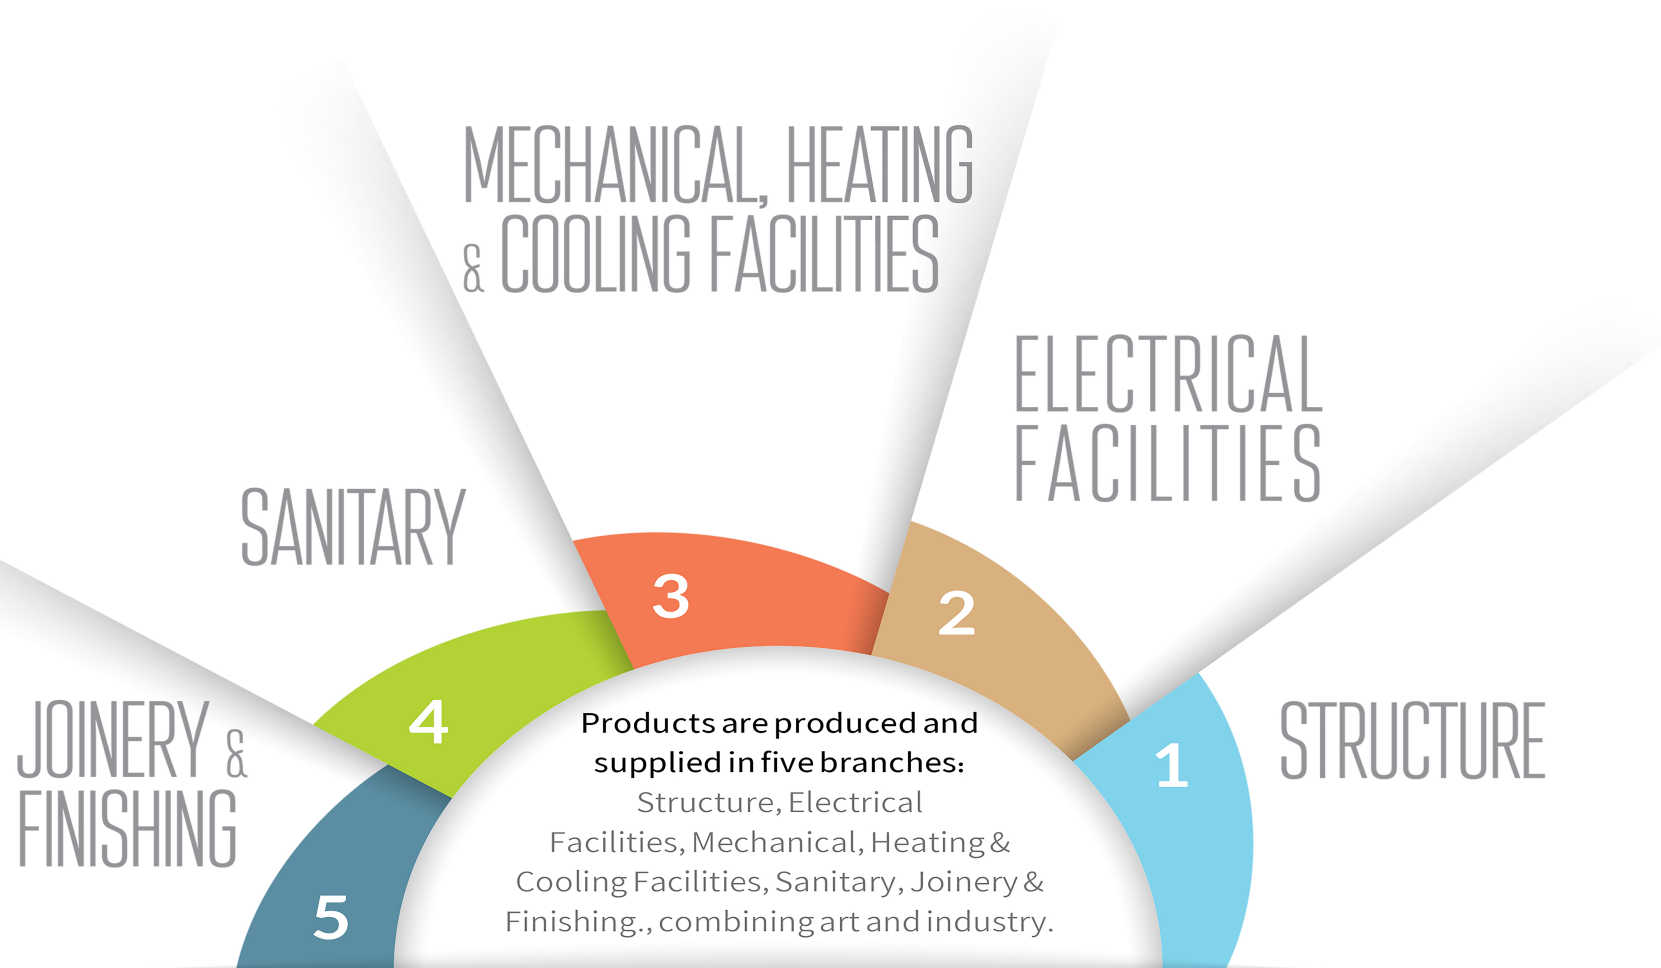 MECHANICAL, HEATING
& COOLING FACILITIES
ELECTRICAL
FACILITIES
SANITARY
JOINERY &
FINISHING
STRUCTURE
3
2
4
1
5
Products are produced and
supplied in five branches:
Structure, Electrical
Facilities, Mechanical, Heating &
Cooling Facilities, Sanitary, Joinery &
Finishing., combining art and industry.